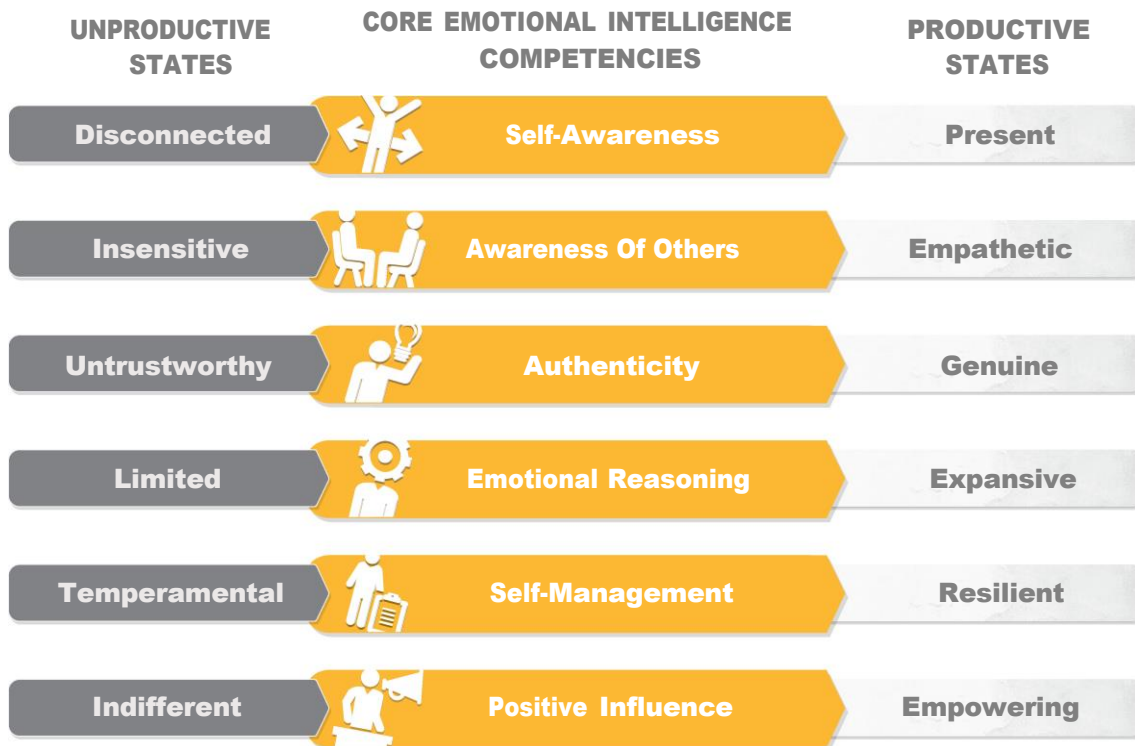 UNPRODUCTIVE
STATES
CORE EMOTIONAL INTELLIGENCE
COMPETENCIES
PRODUCTIVE
STATES
Disconnected
Self-Awareness
Present
Insensitive
Awareness Of Others
Empathetic
Untrustworthy
Authenticity
Genuine
Limited
Emotional Reasoning
Expansive
Temperamental
Self-Management
Resilient
Indifferent
Positive Influence
Empowering